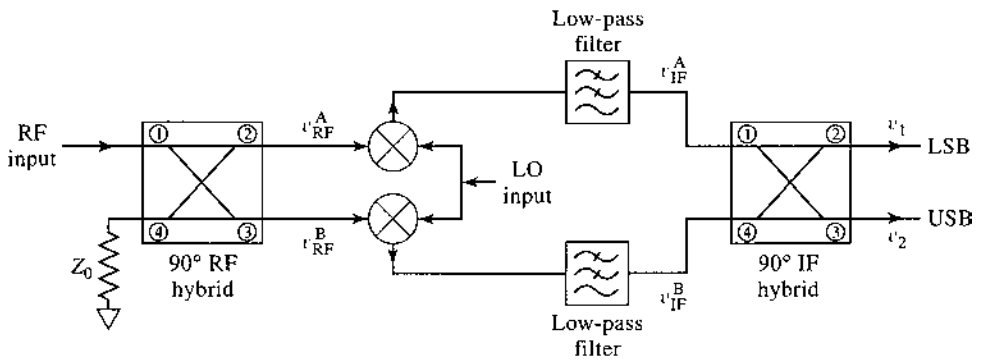 Low-pass
filter
v_IF^A
RF
input
① ②
④ ③
v_RF^A
v_RF^B
LO
input
① ②
④ ③
v_1
LSB
USB
v_2
Z_0
90° RF
hybrid
90° IF
hybrid
v_IF^B
Low-pass
filter